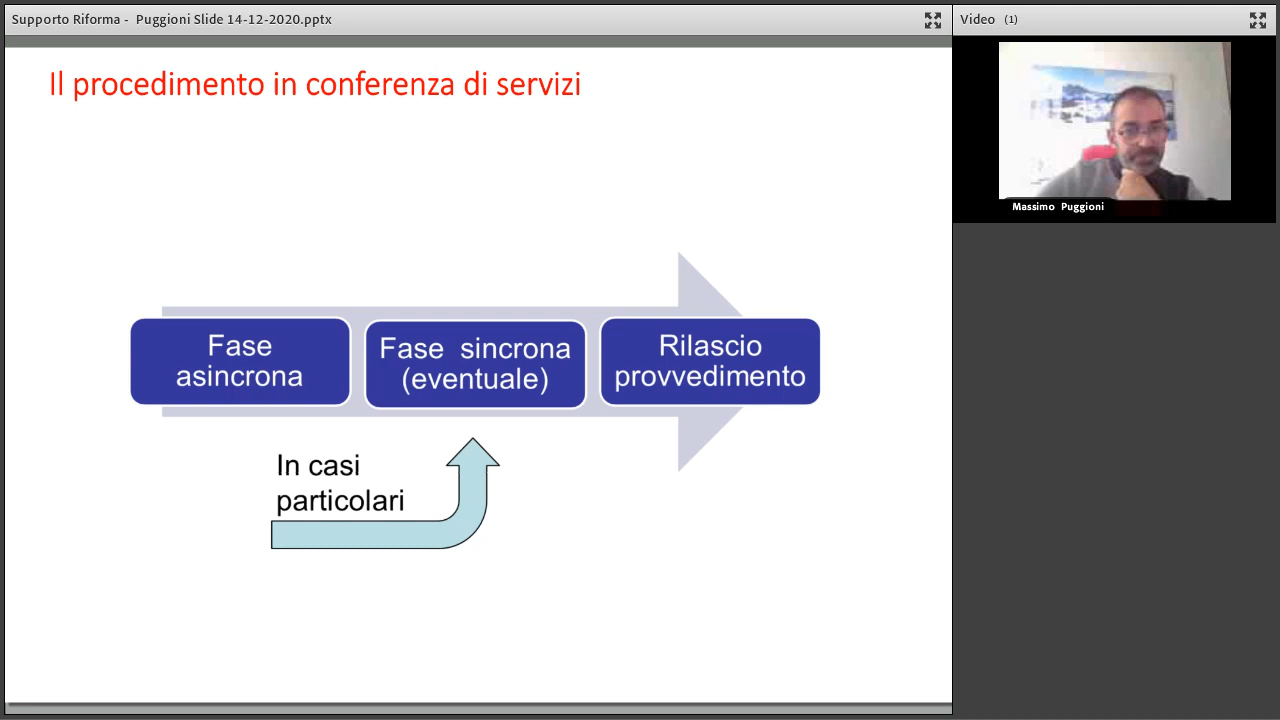 Supporto Riforma - Puggioni Slide 14-12-2020.pptx
Video (1)
Il procedimento in conferenza di servizi
Massimo Puggioni
Fase
asincrona
Fase sincrona
(eventuale)
Rilascio
provvedimento
In casi
particolari